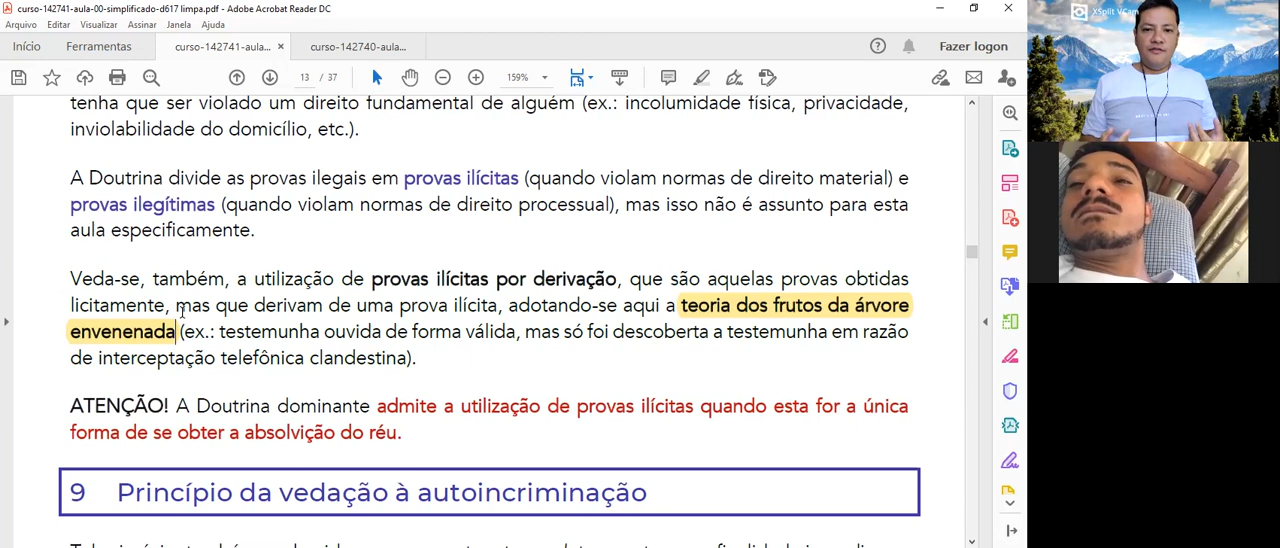 curso-142741-aula-00-simplificado-d617 limpa.pdf - Adobe Acrobat Reader DC
Arquivo Editar Visualizar Assinar Janela Ajuda
Início Ferramentas curso-142741-aula... × curso-142740-aula... Fazer logon
13 / 37 159%
tenha que ser violado um direito fundamental de alguém (ex.: incolumidade física, privacidade,
inviolabilidade do domicílio, etc.).
A Doutrina divide as provas ilegais em provas ilícitas (quando violam normas de direito material) e
provas ilegítimas (quando violam normas de direito processual), mas isso não é assunto para esta
aula especificamente.
Veda-se, também, a utilização de provas ilícitas por derivação, que são aquelas provas obtidas
licitamente, mas que derivam de uma prova ilícita, adotando-se aqui a teoria dos frutos da árvore
envenenada (ex.: testemunha ouvida de forma válida, mas só foi descoberta a testemunha em razão
de interceptação telefônica clandestina).
ATENÇÃO! A Doutrina dominante admite a utilização de provas ilícitas quando esta for a única
forma de se obter a absolvição do réu.
9 Princípio da vedação à autoincriminação
XSplit VCam